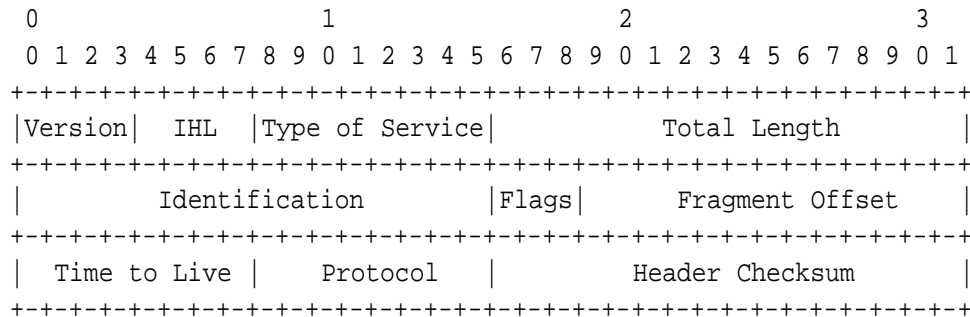 0                   1                   2                   3
 0 1 2 3 4 5 6 7 8 9 0 1 2 3 4 5 6 7 8 9 0 1 2 3 4 5 6 7 8 9 0 1
+-+-+-+-+-+-+-+-+-+-+-+-+-+-+-+-+-+-+-+-+-+-+-+-+-+-+-+-+-+-+-+-+
|Version|  IHL  |Type of Service|          Total Length         |
+-+-+-+-+-+-+-+-+-+-+-+-+-+-+-+-+-+-+-+-+-+-+-+-+-+-+-+-+-+-+-+-+
|         Identification        |Flags|      Fragment Offset    |
+-+-+-+-+-+-+-+-+-+-+-+-+-+-+-+-+-+-+-+-+-+-+-+-+-+-+-+-+-+-+-+-+
|  Time to Live |    Protocol   |         Header Checksum       |
+-+-+-+-+-+-+-+-+-+-+-+-+-+-+-+-+-+-+-+-+-+-+-+-+-+-+-+-+-+-+-+-+